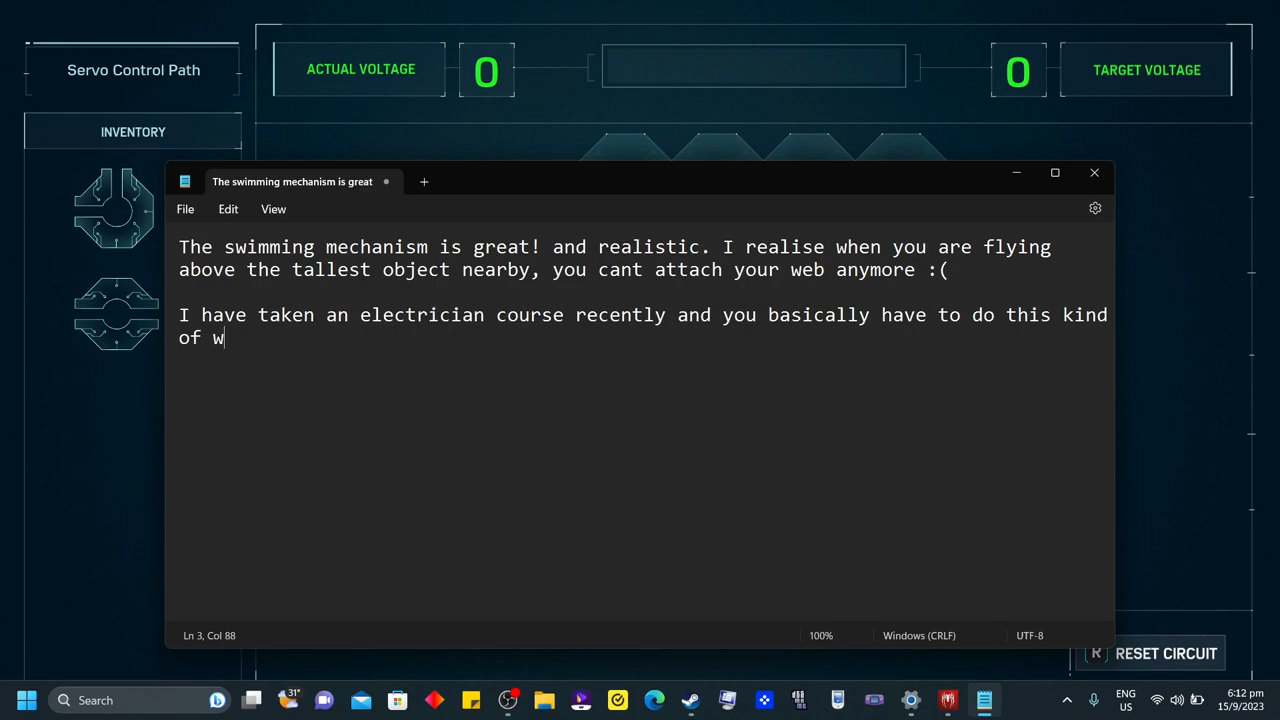 Servo Control Path
ACTUAL VOLTAGE
0
0
TARGET VOLTAGE
INVENTORY
The swimming mechanism is great
File
Edit
View
The swimming mechanism is great! and realistic. I realise when you are flying
above the tallest object nearby, you cant attach your web anymore :(
I have taken an electrician course recently and you basically have to do this kind
of w
Ln 3, Col 88
100%
Windows (CRLF)
UTF-8
R
RESET CIRCUIT
Search
31°
ENG
US
6:12 pm
15/9/2023